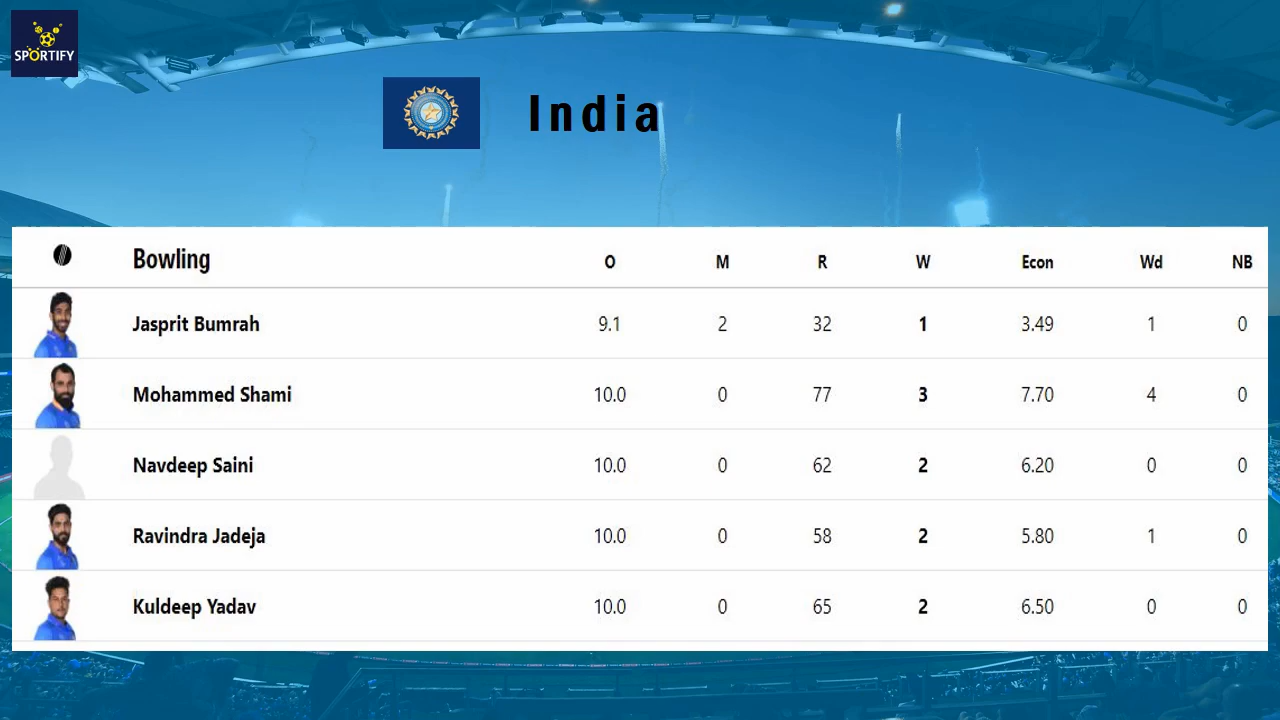 SPORTIFY
India
Bowling O M R W Econ Wd NB
Jasprit Bumrah 9.1 2 32 1 3.49 1 0
Mohammed Shami 10.0 0 77 3 7.70 4 0
Navdeep Saini 10.0 0 62 2 6.20 0 0
Ravindra Jadeja 10.0 0 58 2 5.80 1 0
Kuldeep Yadav 10.0 0 65 2 6.50 0 0